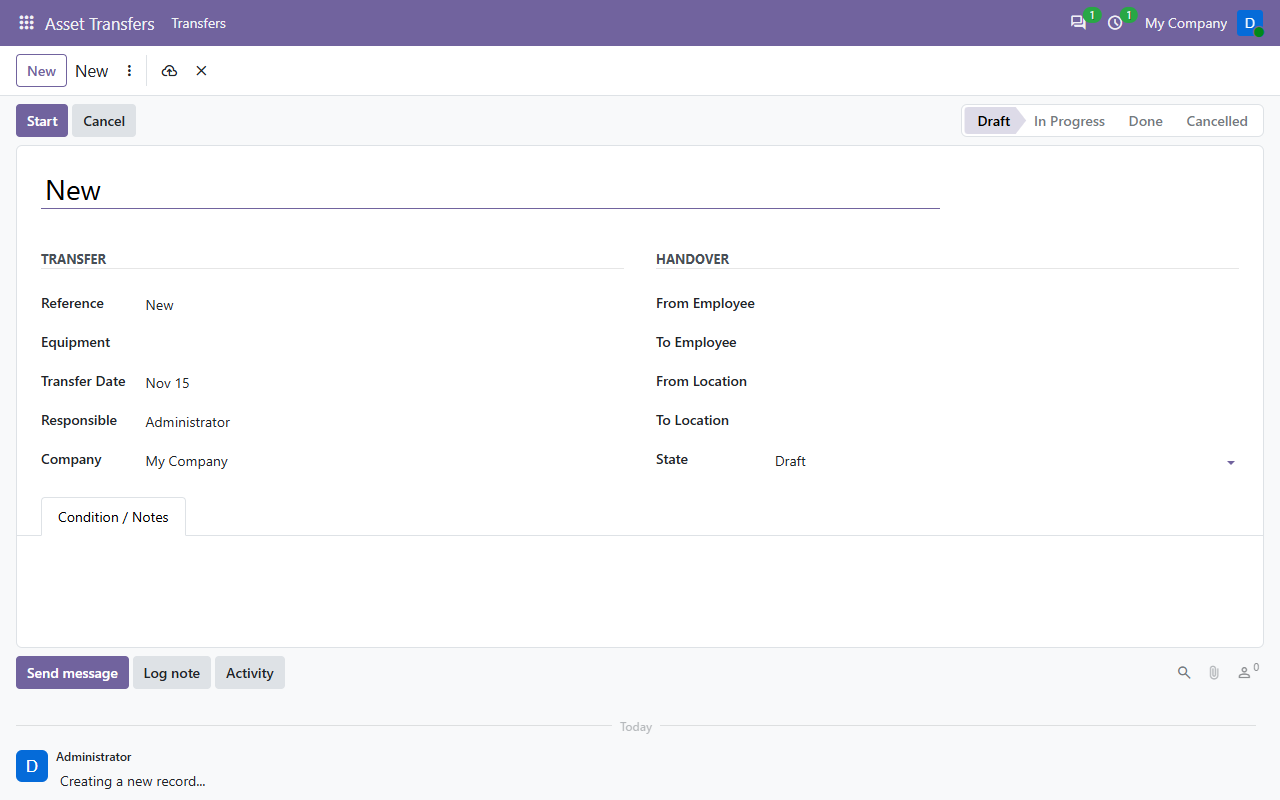 Asset Transfers Transfers 1 1 My Company D
New New
Start Cancel Draft In Progress Done Cancelled
New
TRANSFER HANDOVER
Reference New From Employee
Equipment To Employee
Transfer Date Nov 15 From Location
Responsible Administrator To Location
Company My Company State Draft
Condition / Notes
Send message Log note Activity 0
Today
D Administrator
Creating a new record...